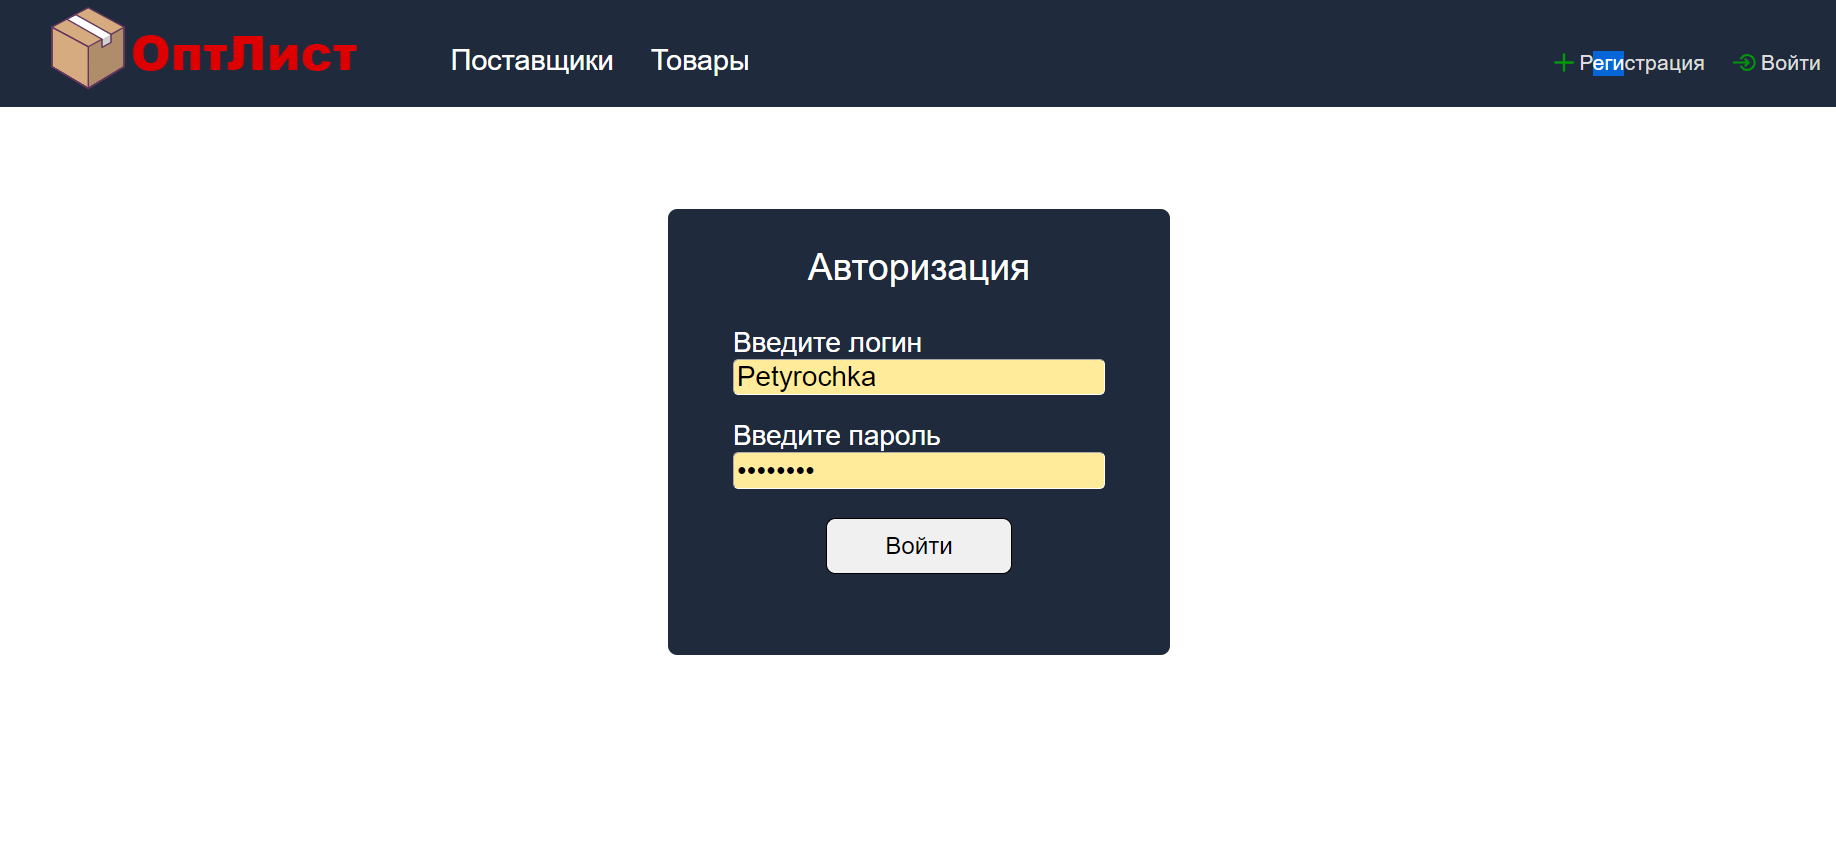 ОптЛист
Поставщики Товары
Регистрация Войти
Авторизация
Введите логин
Petyrochka
Введите пароль
••••••••
Войти